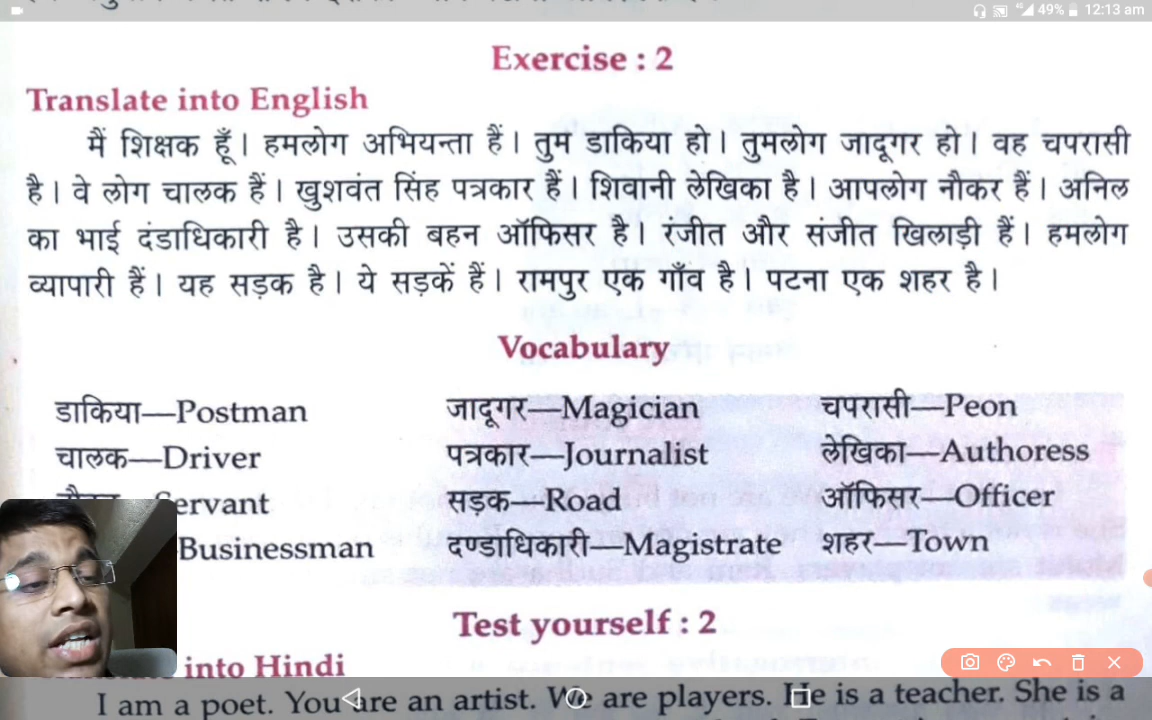 49% 12:13 am
Exercise : 2
Translate into English
मैं शिक्षक हूँ। हमलोग अभियन्ता हैं। तुम डाकिया हो। तुमलोग जादूगर हो। वह चपरासी
है। वे लोग चालक हैं। खुशवंत सिंह पत्रकार हैं। शिवानी लेखिका है। आपलोग नौकर हैं। अनिल
का भाई दंडाधिकारी है। उसकी बहन ऑफिसर है। रंजीत और संजीत खिलाड़ी हैं। हमलोग
व्यापारी हैं। यह सड़क है। ये सड़कें हैं। रामपुर एक गाँव है। पटना एक शहर है।
Vocabulary
डाकिया—Postman जादूगर—Magician चपरासी—Peon
चालक—Driver पत्रकार—Journalist लेखिका—Authoress
ervant सड़क—Road ऑफिसर—Officer
—Businessman दण्डाधिकारी—Magistrate शहर—Town
Test yourself : 2
into Hindi
I am a poet. You are an artist. We are players. He is a teacher. She is a